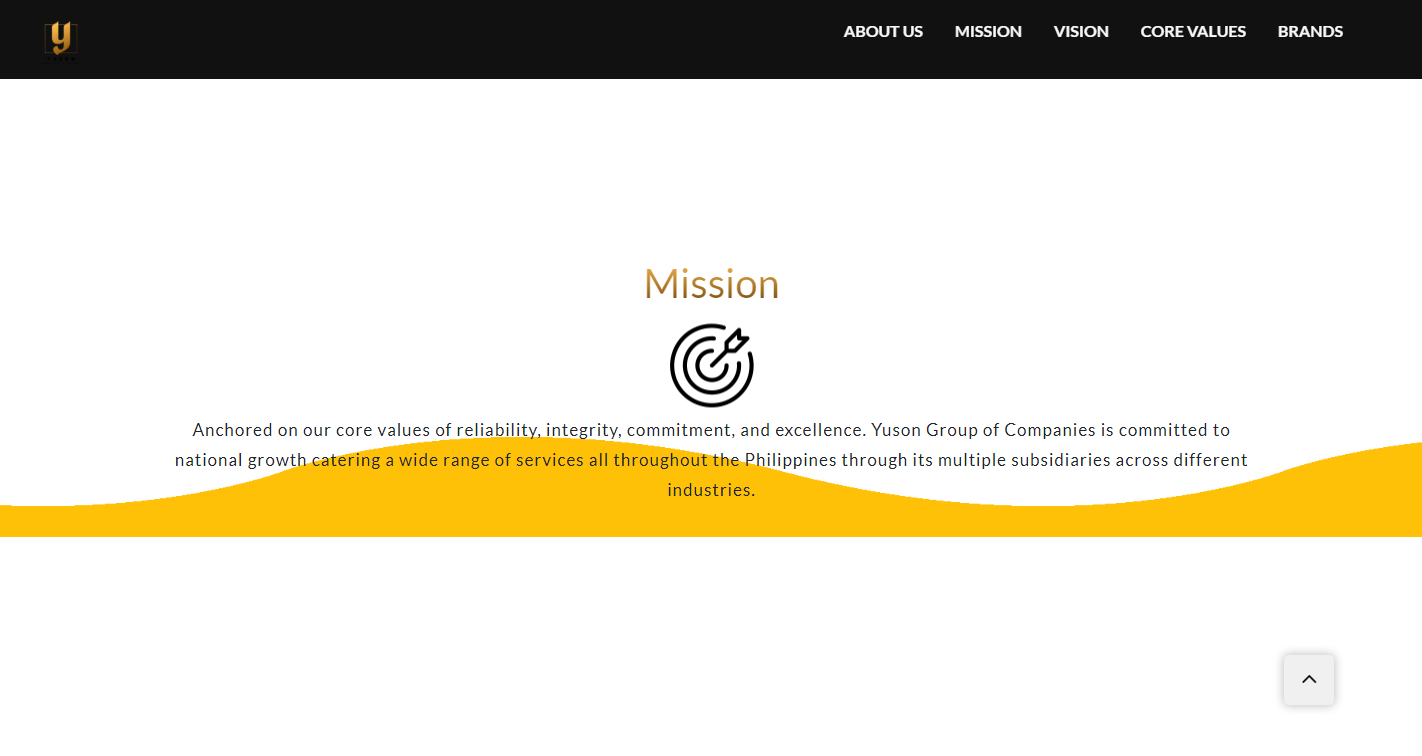 y
ABOUT US MISSION VISION CORE VALUES BRANDS
Mission
Anchored on our core values of reliability, integrity, commitment, and excellence. Yuson Group of Companies is committed to
national growth catering a wide range of services all throughout the Philippines through its multiple subsidiaries across different
industries.